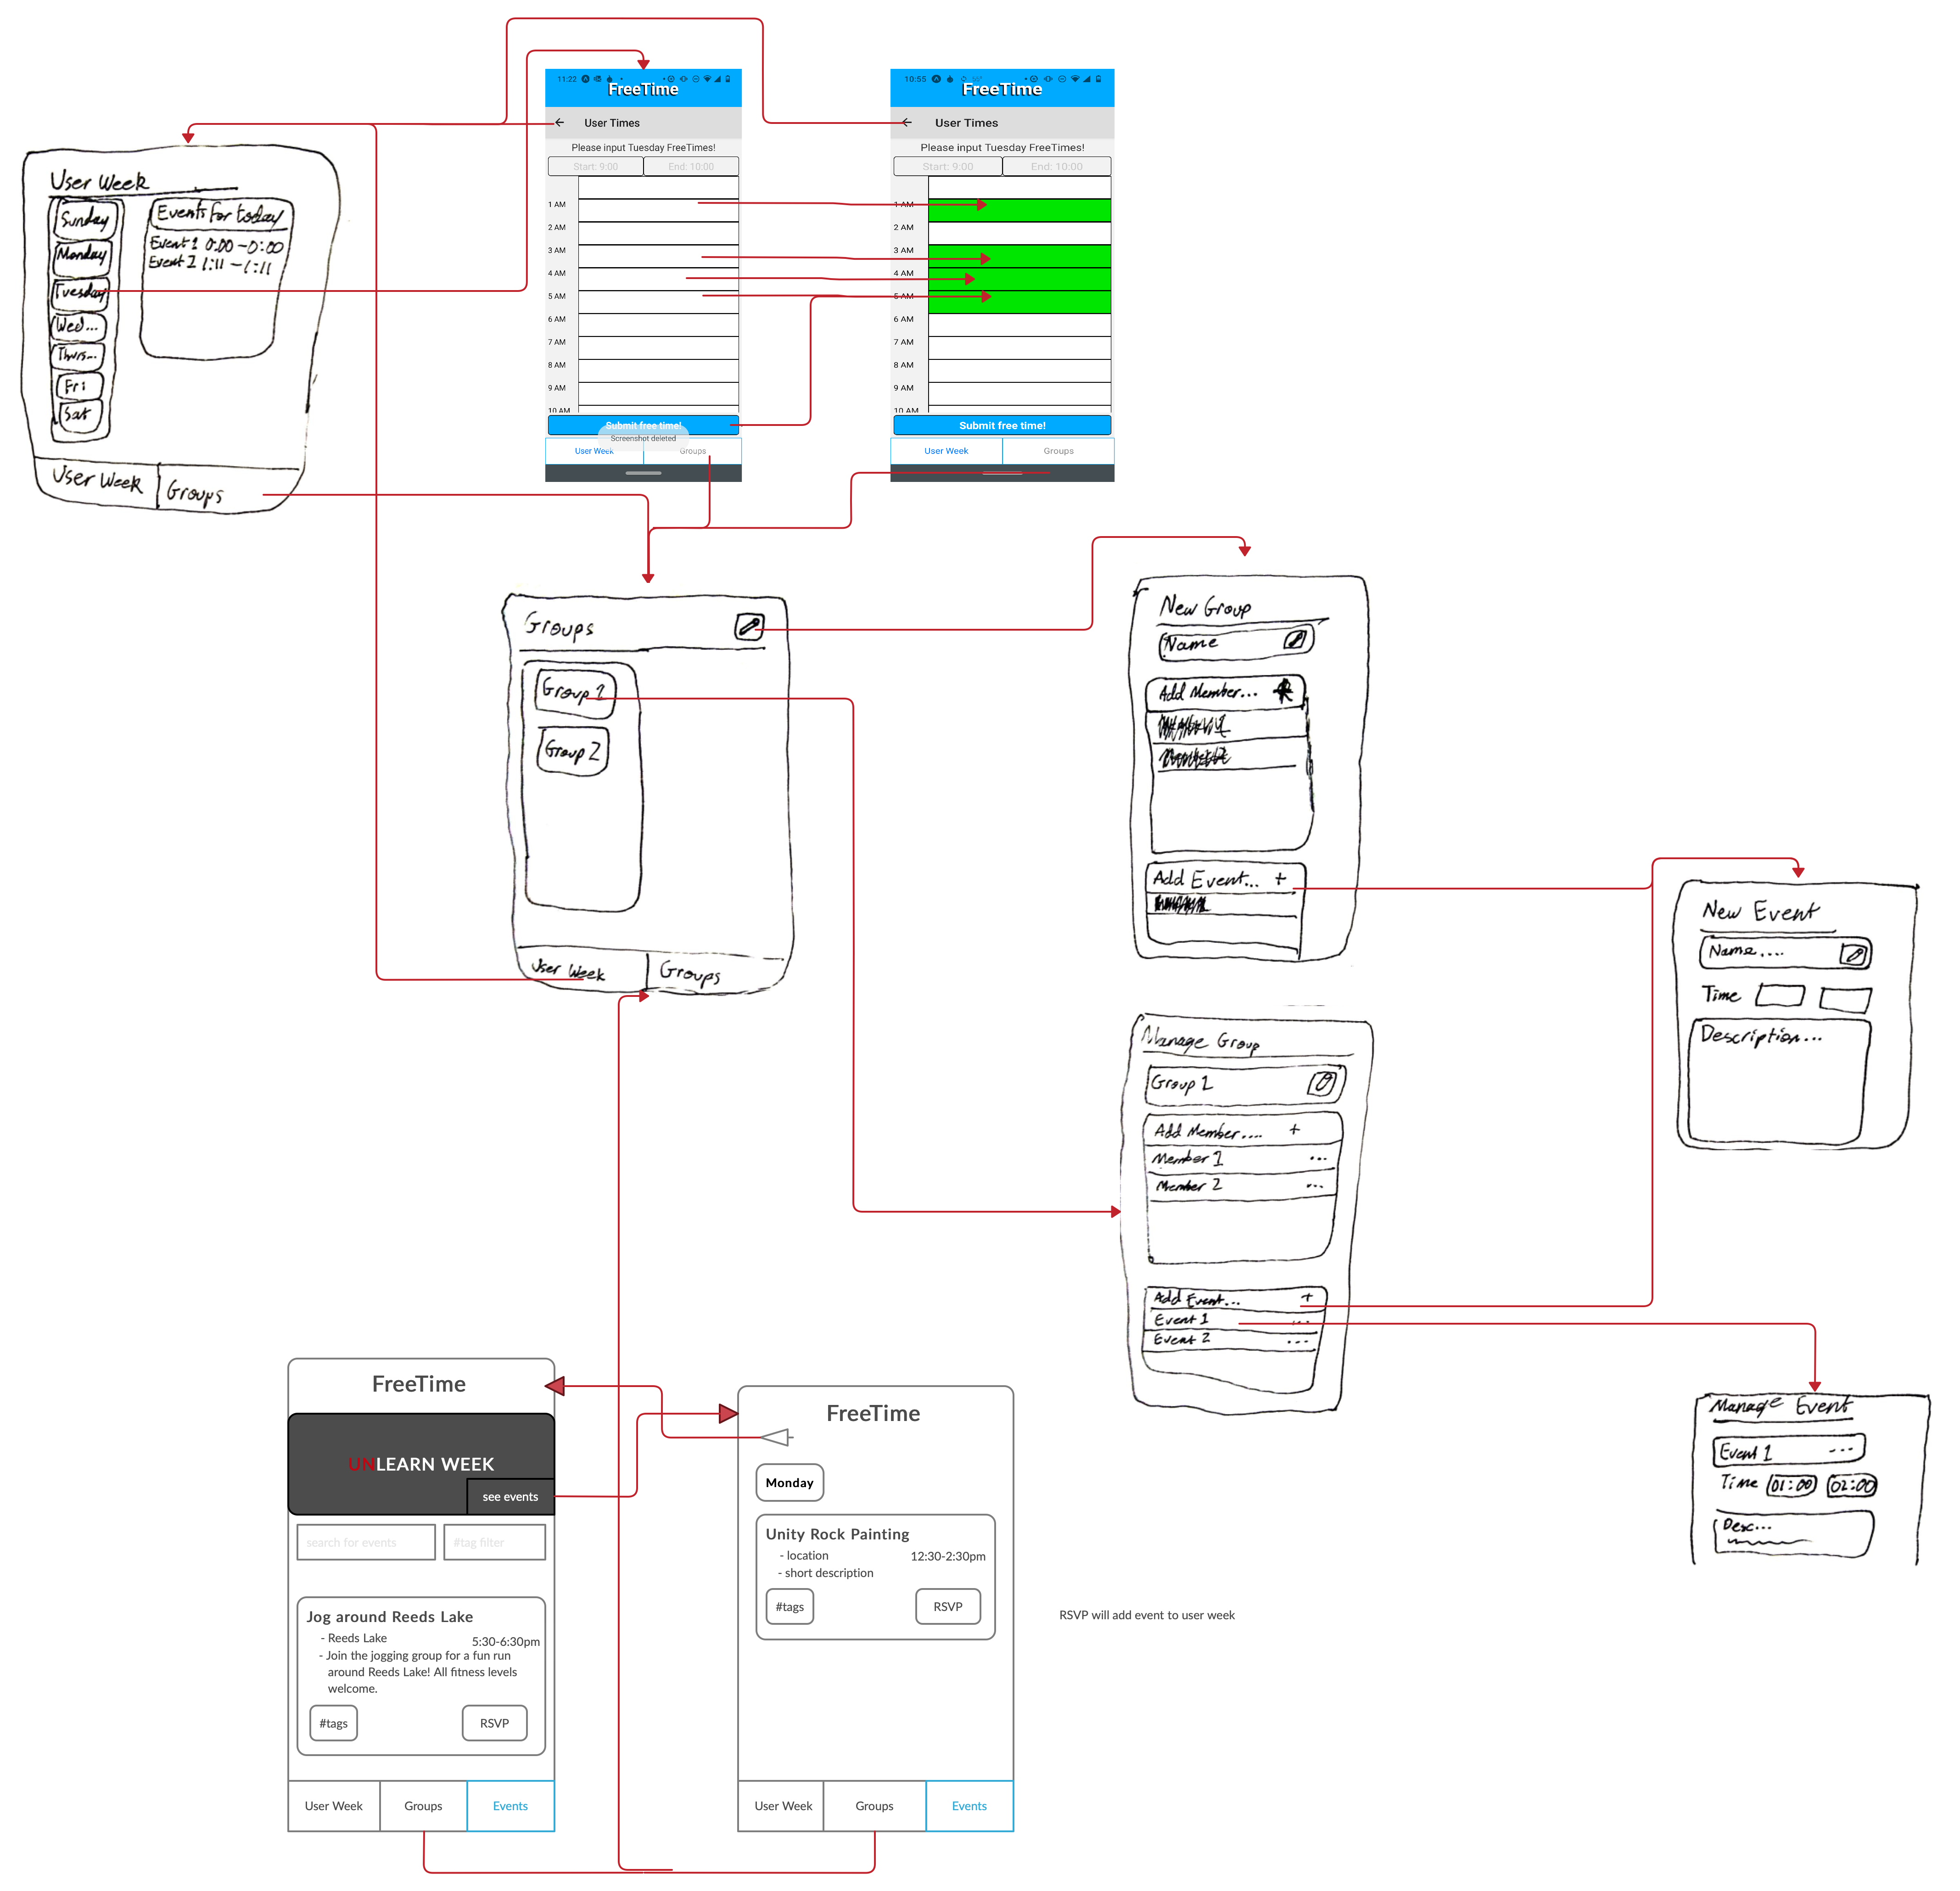 11:22
FreeTime
User Times
Please input Tuesday FreeTimes!
Start: 9:00
End: 10:00
1 AM
2 AM
3 AM
4 AM
5 AM
6 AM
7 AM
8 AM
9 AM
10 AM
Submit free time!
Screenshot deleted
User Week
Groups
10:55
FreeTime
User Times
Please input Tuesday FreeTimes!
Start: 9:00
End: 10:00
1 AM
2 AM
3 AM
4 AM
5 AM
6 AM
7 AM
8 AM
9 AM
10 AM
Submit free time!
User Week
Groups
User Week
Sunday
Monday
Tuesday
Wed...
Thurs...
Fri
Sat
Events for today
Event 1 0:00 - 0:00
Event 2 1:11 - 1:11
User Week
Groups
Groups
Group 1
Group 2
User Week
Groups
New Group
Name
Add Member...
Add Event... +
New Event
Name....
Time
Description...
Manage Group
Group 1
Add Member.... +
Member 1 ...
Member 2 ...
Add Event... +
Event 1 ...
Event 2 ...
Manage Event
Event 1 ...
Time 01:00 02:00
Desc...
FreeTime
UNLEARN WEEK
see events
search for events
#tag filter
Jog around Reeds Lake
- Reeds Lake
5:30-6:30pm
- Join the jogging group for a fun run
around Reeds Lake! All fitness levels
welcome.
#tags
RSVP
User Week
Groups
Events
FreeTime
Monday
Unity Rock Painting
- location
12:30-2:30pm
- short description
#tags
RSVP
User Week
Groups
Events
RSVP will add event to user week